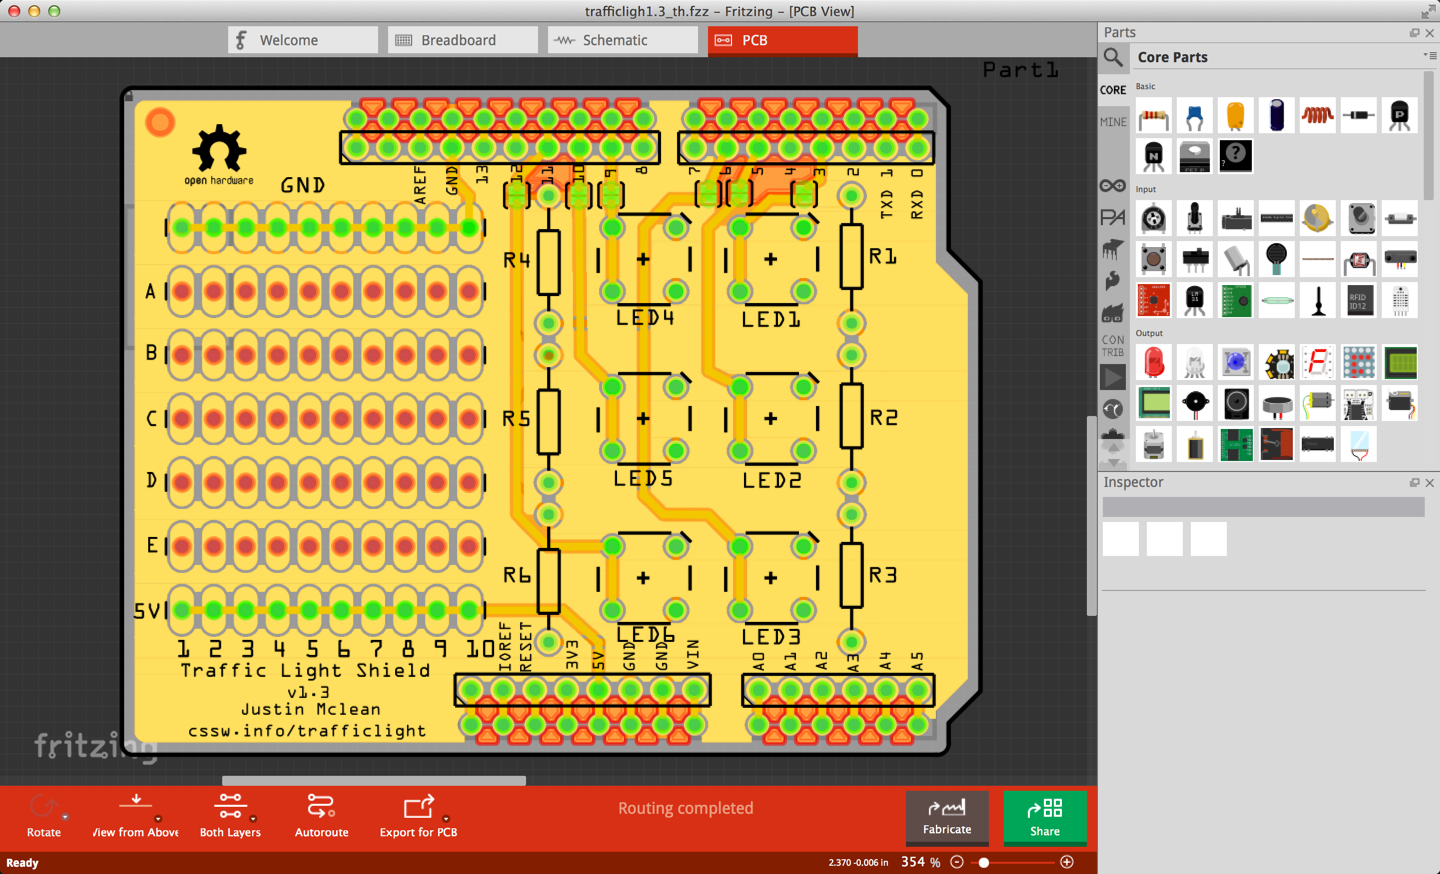 trafficligh1.3_th.fzz – Fritzing – [PCB View]
Welcome
Breadboard
Schematic
PCB
Parts
Core Parts
CORE
MINE
CON
TRIB
Basic
P
N
?
Input
LM
35
RFID
ID12
Output
Inspector
Part1
open hardware
GND
AREF
GND
13
12
11
10
9
8
7
6
5
4
3
2
TXD 1
RXD 0
A
B
C
D
E
5V
1 2 3 4 5 6 7 8 9 10
R4
R5
R6
LED4
LED1
LED5
LED2
LED6
LED3
R1
R2
R3
IOREF
RESET
3V3
5V
GND
GND
VIN
A0
A1
A2
A3
A4
A5
Traffic Light Shield
v1.3
Justin Mclean
cssw.info/trafficlight
fritzing
Rotate
View from Above
Both Layers
Autoroute
Export for PCB
Routing completed
Fabricate
Share
Ready
2.370 -0.006 in
354 %